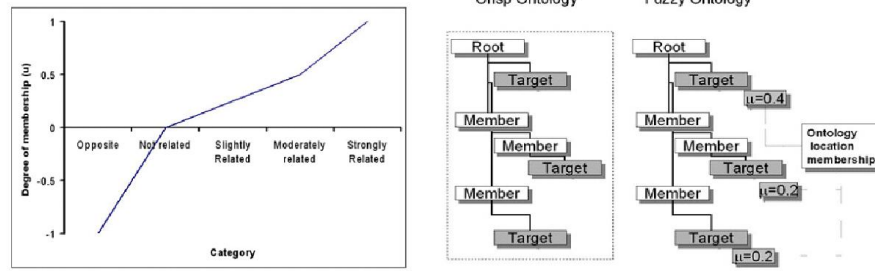 Crisp Ontology
Fuzzy Ontology
1
0.5
0
-0.5
-1
Degree of membership (u)
Opposite
Not related
Slightly Related
Moderately related
Strongly Related
Category
Root
Target
Member
Member
Target
Member
Target
Root
Target
μ=0.4
Member
Member
Target
μ=0.2
Member
Target
μ=0.2
Ontology
location
membership